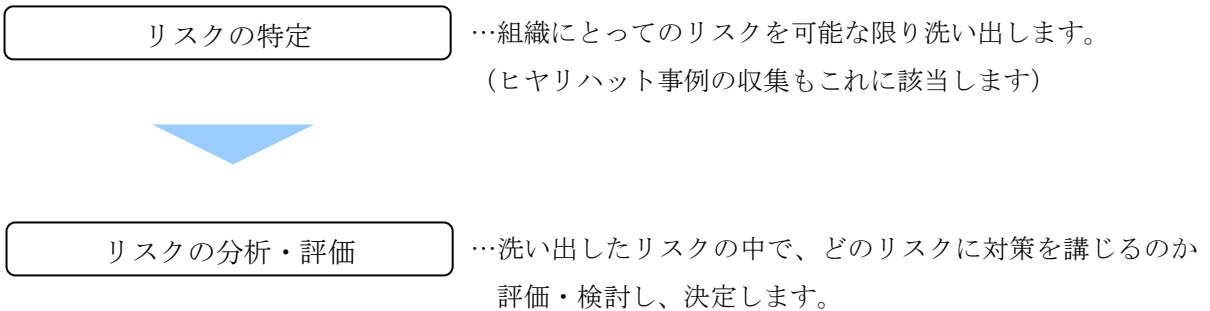 リスクの特定
…組織にとってのリスクを可能な限り洗い出します。
（ヒヤリハット事例の収集もこれに該当します）
リスクの分析・評価
…洗い出したリスクの中で、どのリスクに対策を講じるのか
評価・検討し、決定します。